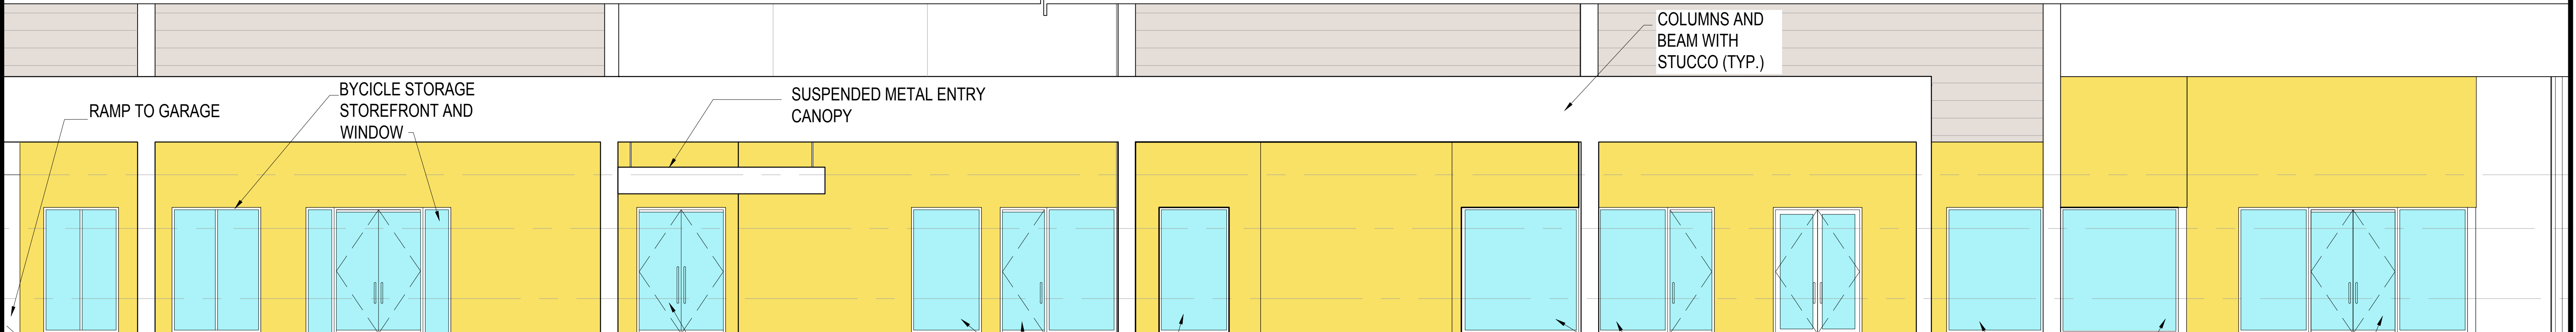 RAMP TO GARAGE
BYCICLE STORAGE
STOREFRONT AND
WINDOW
SUSPENDED METAL ENTRY
CANOPY
COLUMNS AND
BEAM WITH
STUCCO (TYP.)